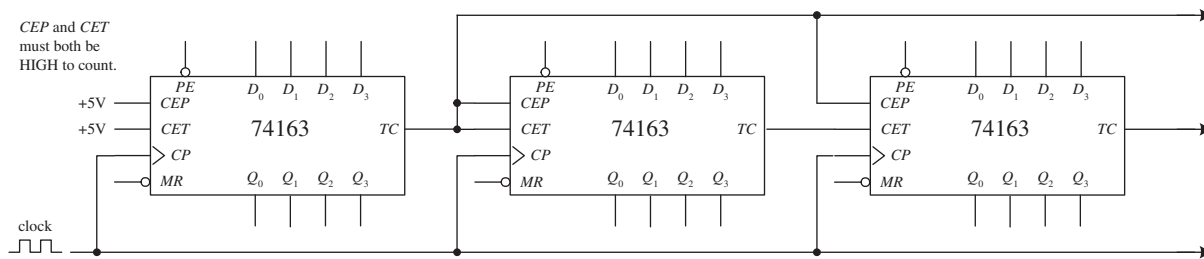 CEP and CET
must both be
HIGH to count.
PE D0 D1 D2 D3
+5V CEP
+5V CET 74163 TC
CP
MR Q0 Q1 Q2 Q3
PE D0 D1 D2 D3
CEP
CET 74163 TC
CP
MR Q0 Q1 Q2 Q3
PE D0 D1 D2 D3
CEP
CET 74163 TC
CP
MR Q0 Q1 Q2 Q3
clock